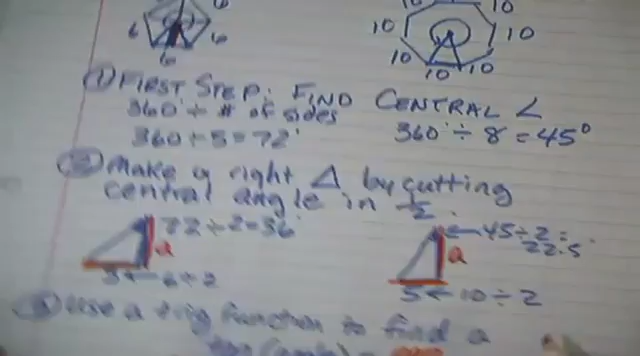 6 6
6
10 10
10 10
10 10 10
① FIRST STEP: FIND CENTRAL ∠
360° ÷ # of sides
360 ÷ 5 = 72° 360° ÷ 8 = 45°
② Make a right △ by cutting
central angle in 1/2.
72 ÷ 2 = 36° ← 45 ÷ 2 =
22.5°
a a
3 ← 6 ÷ 2 5 ← 10 ÷ 2
③ Use a trig function to find a